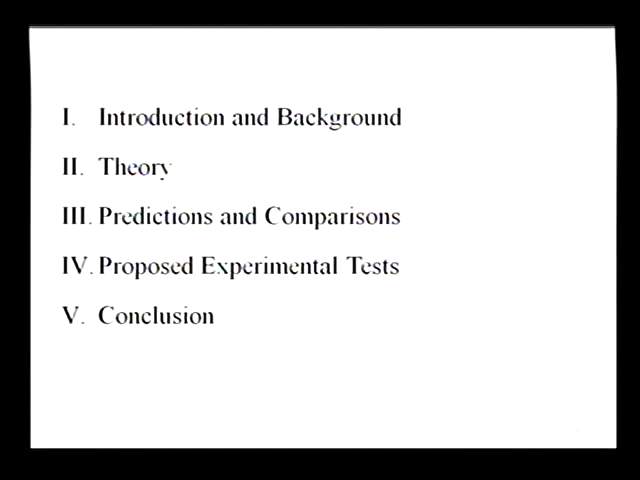 I. Introduction and Background
II. Theory
III. Predictions and Comparisons
IV. Proposed Experimental Tests
V. Conclusion